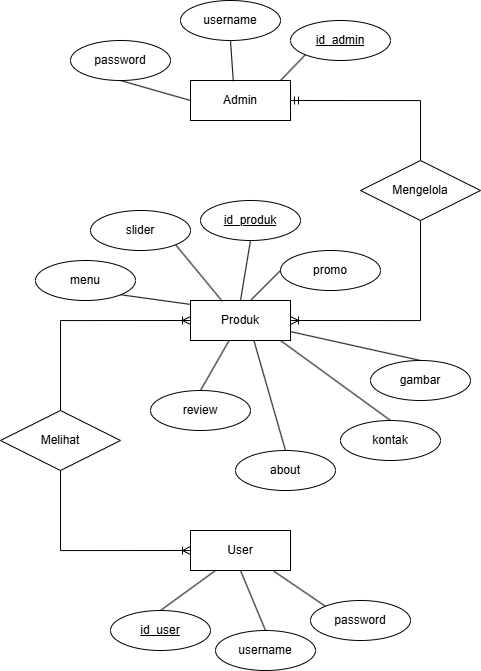 username
id_admin
password
Admin
Mengelola
id_produk
slider
promo
menu
Produk
gambar
review
kontak
Melihat
about
User
password
id_user
username